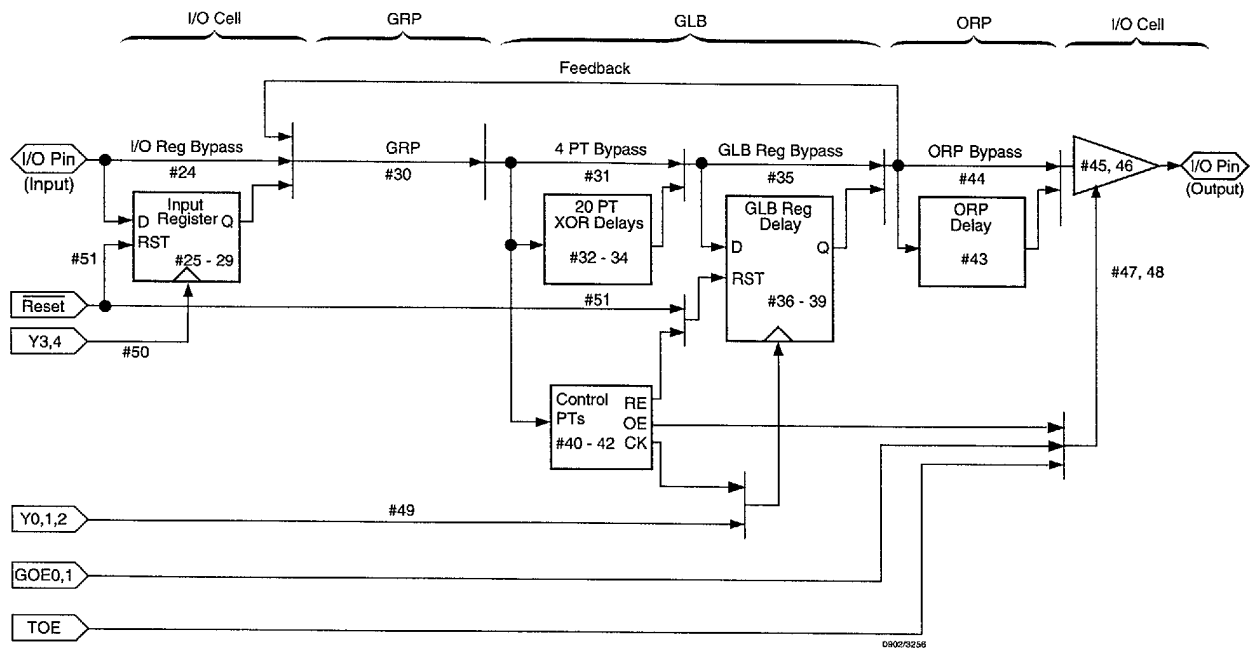 I/O Cell
GRP
GLB
ORP
I/O Cell
Feedback
I/O Pin
(Input)
I/O Reg Bypass
#24
GRP
#30
4 PT Bypass
#31
GLB Reg Bypass
#35
ORP Bypass
#44
#45, 46
I/O Pin
(Output)
Input
Register
D
Q
RST
#25 - 29
#51
20 PT
XOR Delays
#32 - 34
GLB Reg
Delay
D
Q
RST
#36 - 39
ORP
Delay
#43
#47, 48
Reset
#51
Y3,4
#50
Control
PTs
#40 - 42
RE
OE
CK
Y0,1,2
#49
GOE0,1
TOE
0902/3256